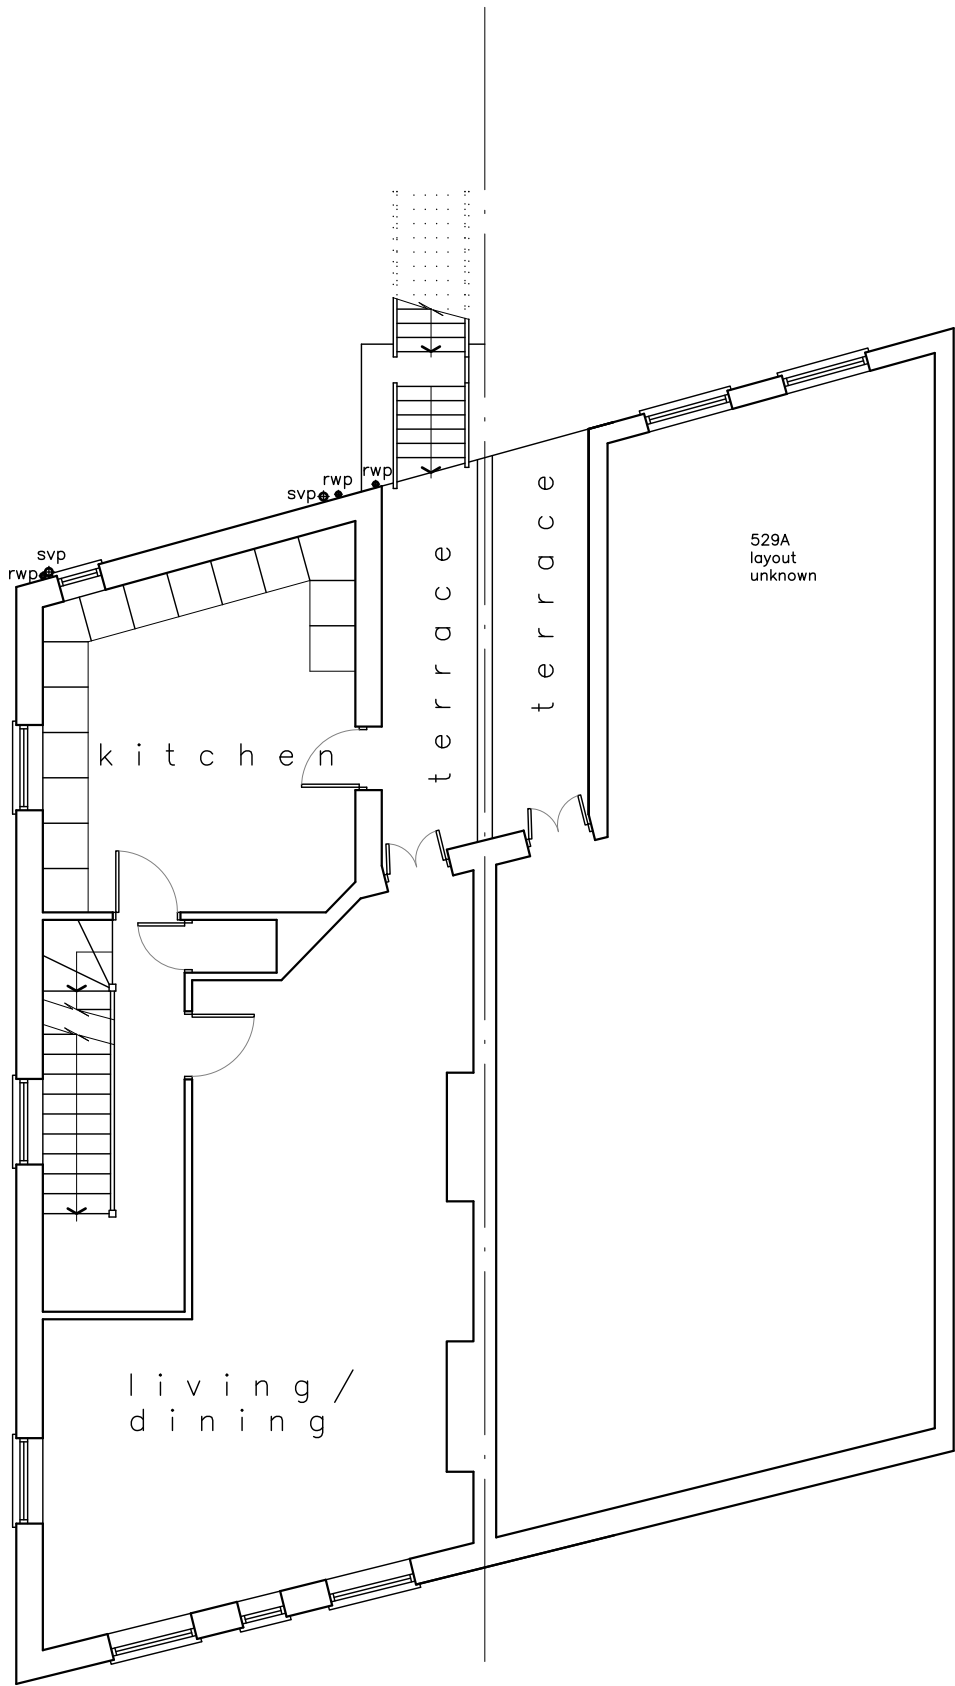 rwp
svp
rwp
svp
rwp
529A
layout
unknown
terrace
terrace
kitchen
living/
dining